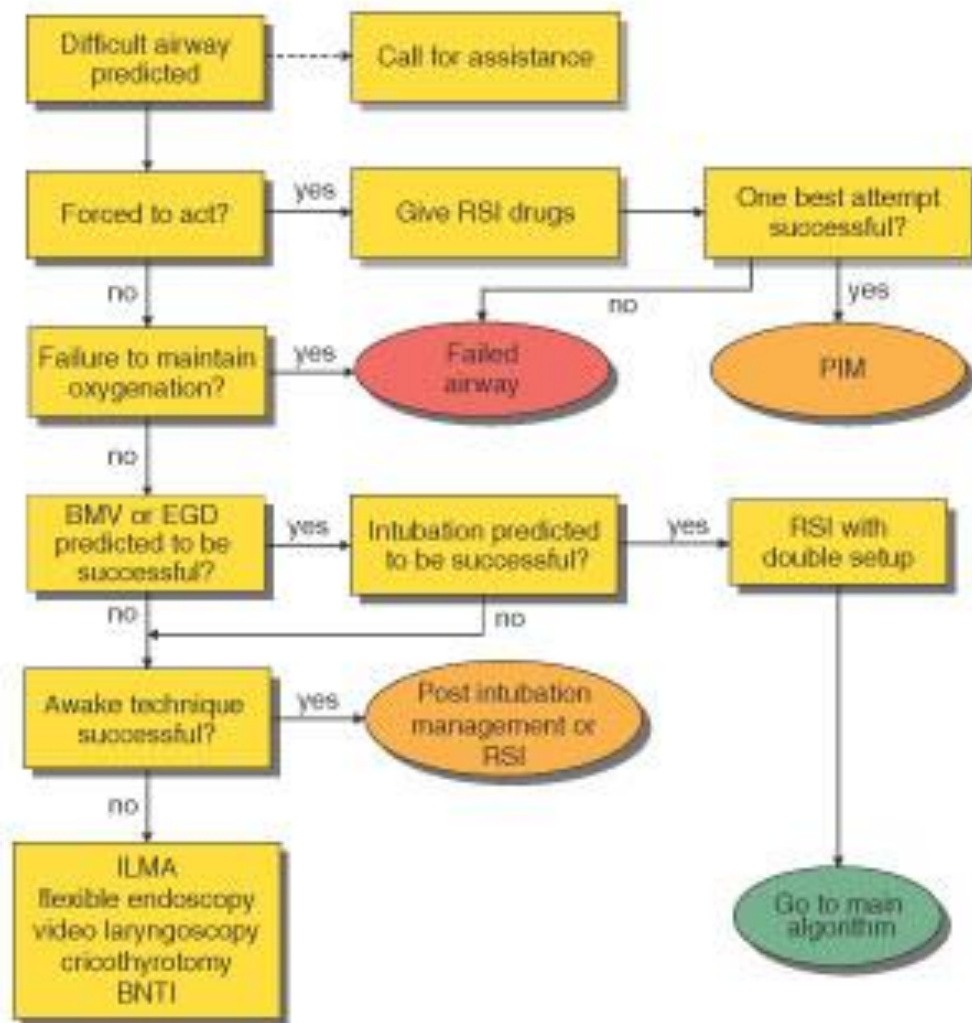 Difficult airway
predicted
Call for assistance
Forced to act?
yes
Give RSI drugs
One best attempt
successful?
no
no
yes
Failure to maintain
oxygenation?
yes
Failed
airway
PIM
no
BMV or EGD
predicted to be
successful?
yes
Intubation predicted
to be successful?
yes
RSI with
double setup
no
no
Awake technique
successful?
yes
Post intubation
management or
RSI
no
ILMA
flexible endoscopy
video laryngoscopy
cricothyrotomy
BNTI
Go to main
algorithm